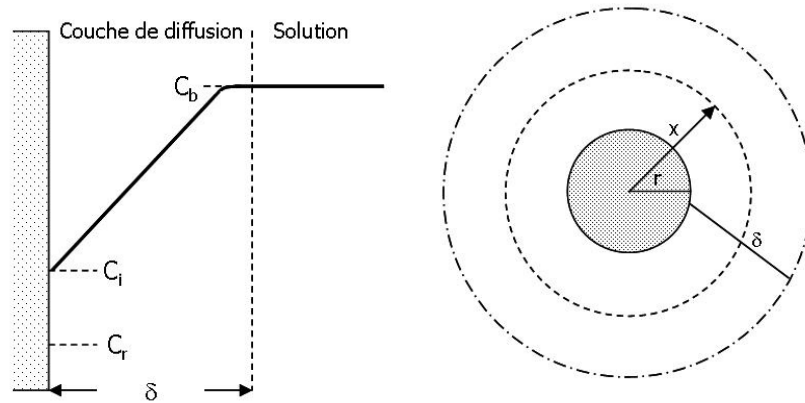 Couche de diffusion Solution
C_b
C_i
C_r
δ
x
r
δ